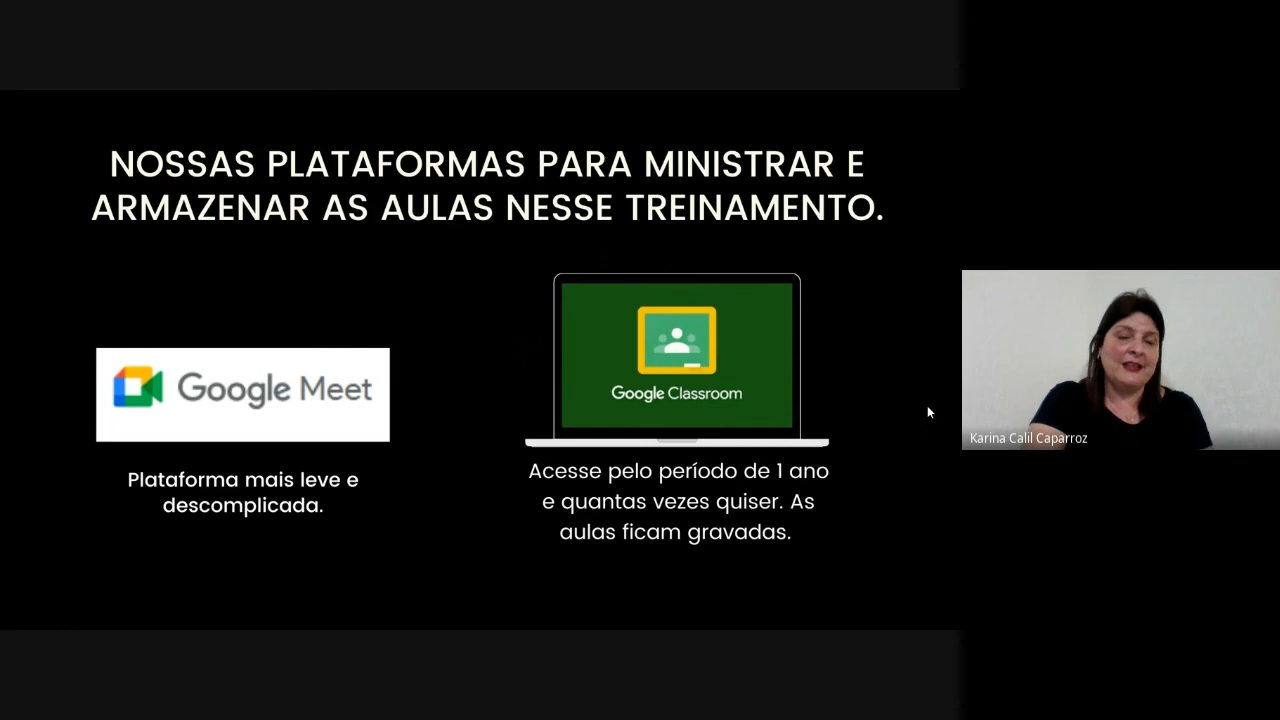 NOSSAS PLATAFORMAS PARA MINISTRAR E
ARMAZENAR AS AULAS NESSE TREINAMENTO.
Google Meet
Plataforma mais leve e
descomplicada.
Google Classroom
Acesse pelo período de 1 ano
e quantas vezes quiser. As
aulas ficam gravadas.
Karina Calil Caparroz